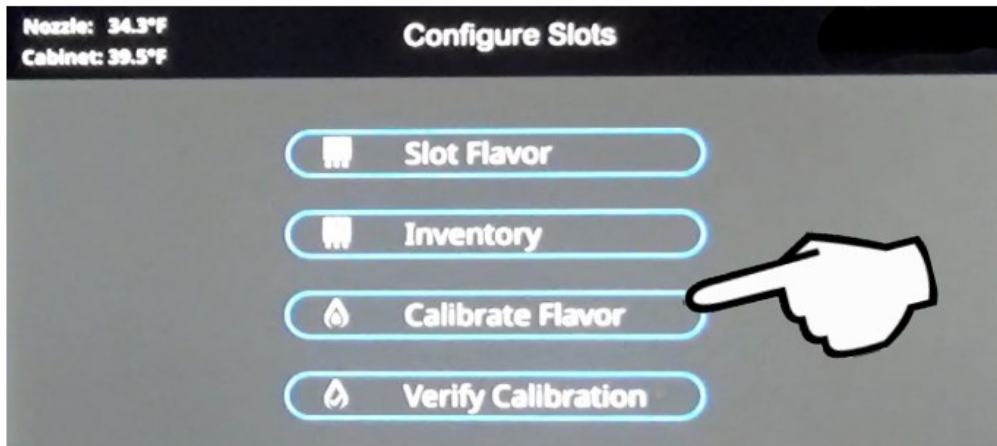 Nozzle: 34.3°F
Cabinet: 39.5°F
Configure Slots
Slot Flavor
Inventory
Calibrate Flavor
Verify Calibration